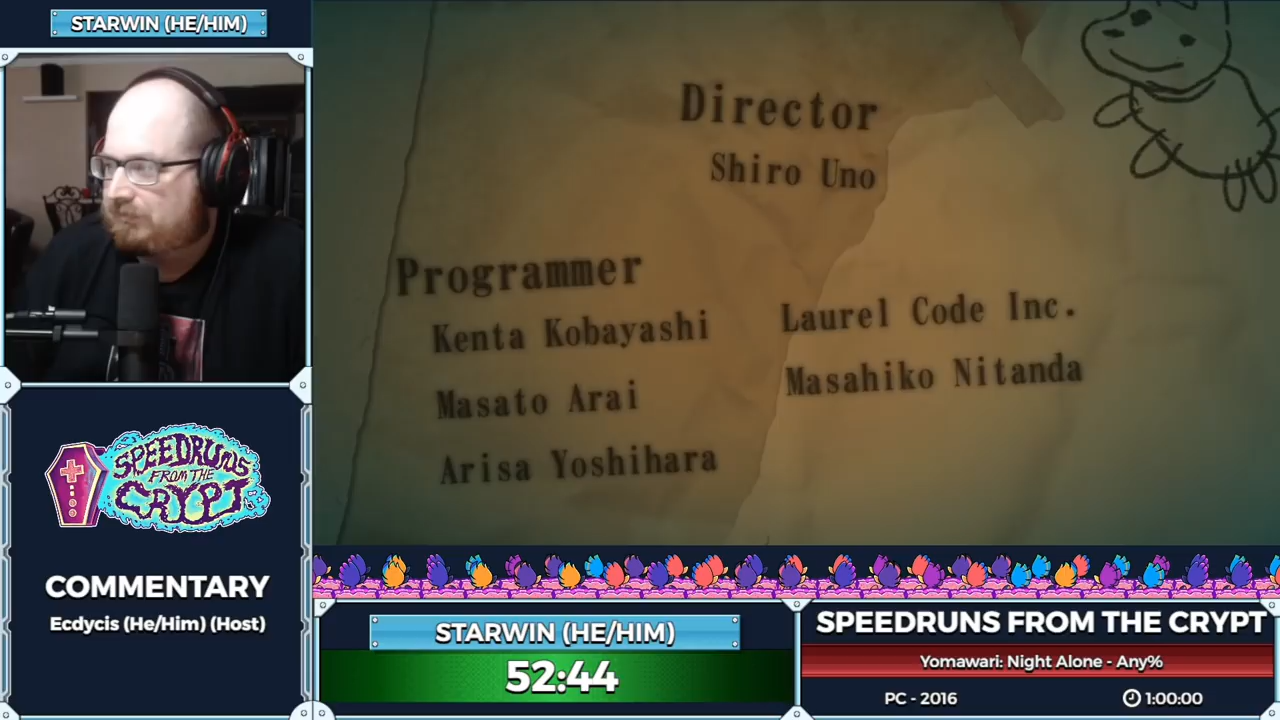 STARWIN (HE/HIM)
Director
Shiro Uno
Programmer
Kenta Kobayashi
Masato Arai
Arisa Yoshihara
Laurel Code Inc.
Masahiko Nitanda
SPEEDRUNS
FROM THE
CRYPT
COMMENTARY
Ecdycis (He/Him) (Host)
STARWIN (HE/HIM)
52:44
SPEEDRUNS FROM THE CRYPT
Yomawari: Night Alone - Any%
PC - 2016
1:00:00